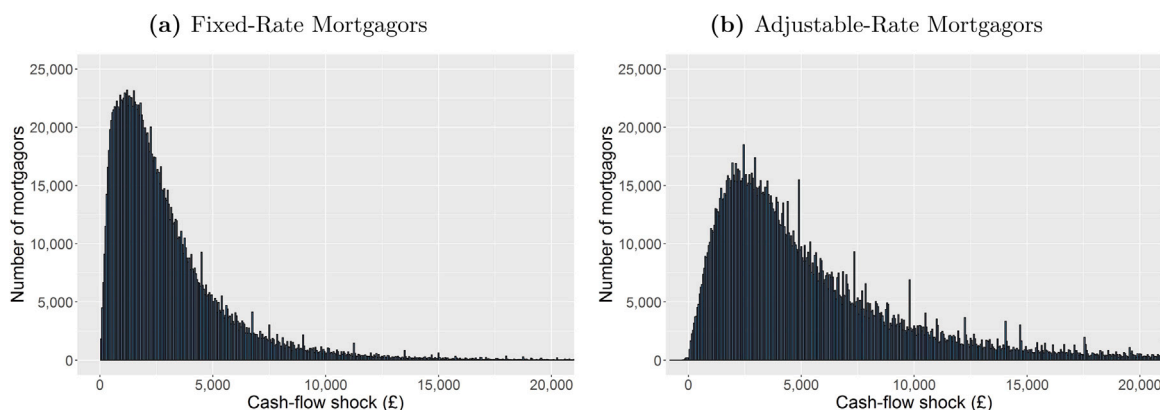 (a) Fixed-Rate Mortgagors
25,000
20,000
15,000
10,000
5,000
0
Number of mortgagors
0 5,000 10,000 15,000 20,000
Cash-flow shock (£)
(b) Adjustable-Rate Mortgagors
25,000
20,000
15,000
10,000
5,000
0
Number of mortgagors
0 5,000 10,000 15,000 20,000
Cash-flow shock (£)